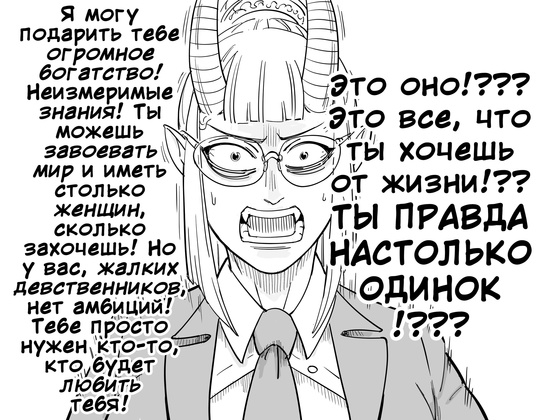 Я могу
подарить тебе
огромное
богатство!
Неизмеримые
знания! Ты
можешь
завоевать
мир и иметь
столько
женщин,
сколько
захочешь! Но
у вас, жалких
девственников,
нет амбиций!
Тебе просто
нужен кто-то,
кто будет
любить
тебя!
Это оно!???
Это все, что
ты хочешь
от жизни!??
ТЫ ПРАВДА
НАСТОЛЬКО
ОДИНОК
!???